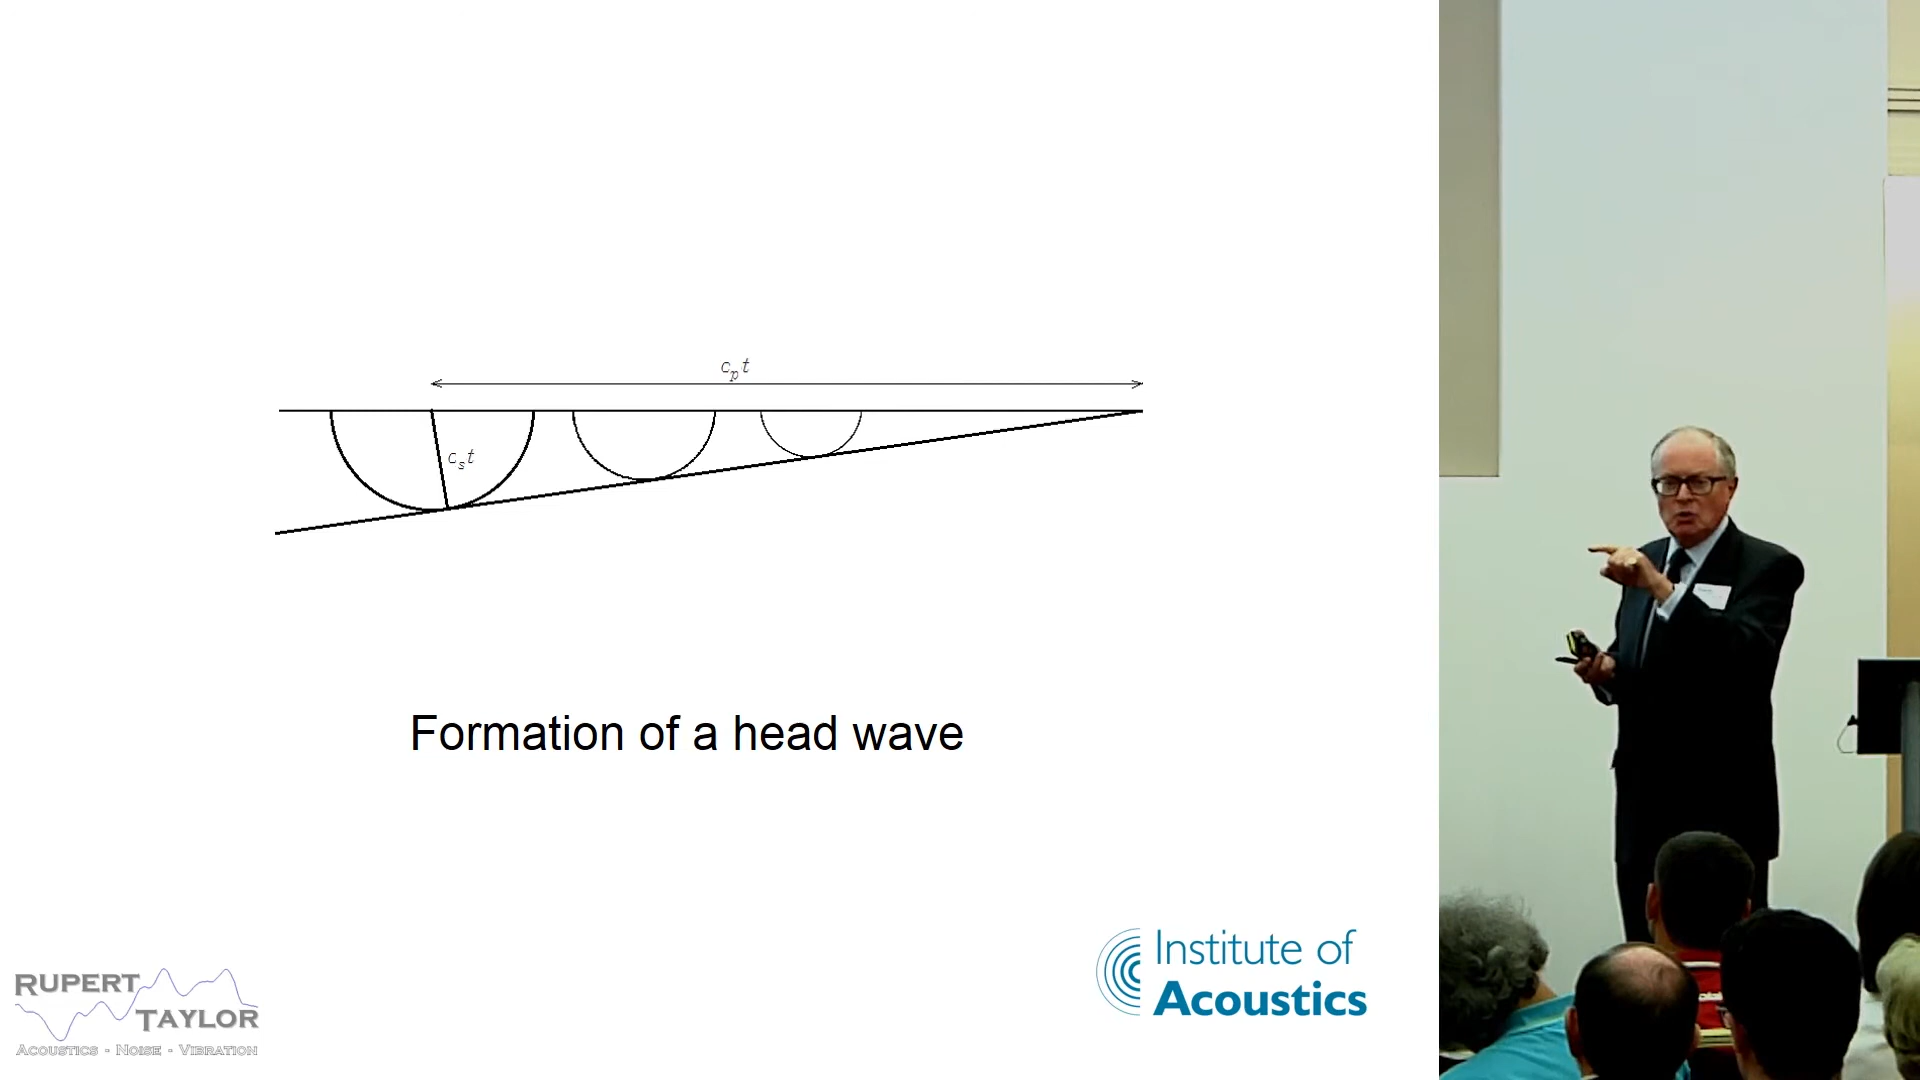 c_p t
c_s t
Formation of a head wave
RUPERT
TAYLOR
ACOUSTICS - NOISE - VIBRATION
Institute of
Acoustics